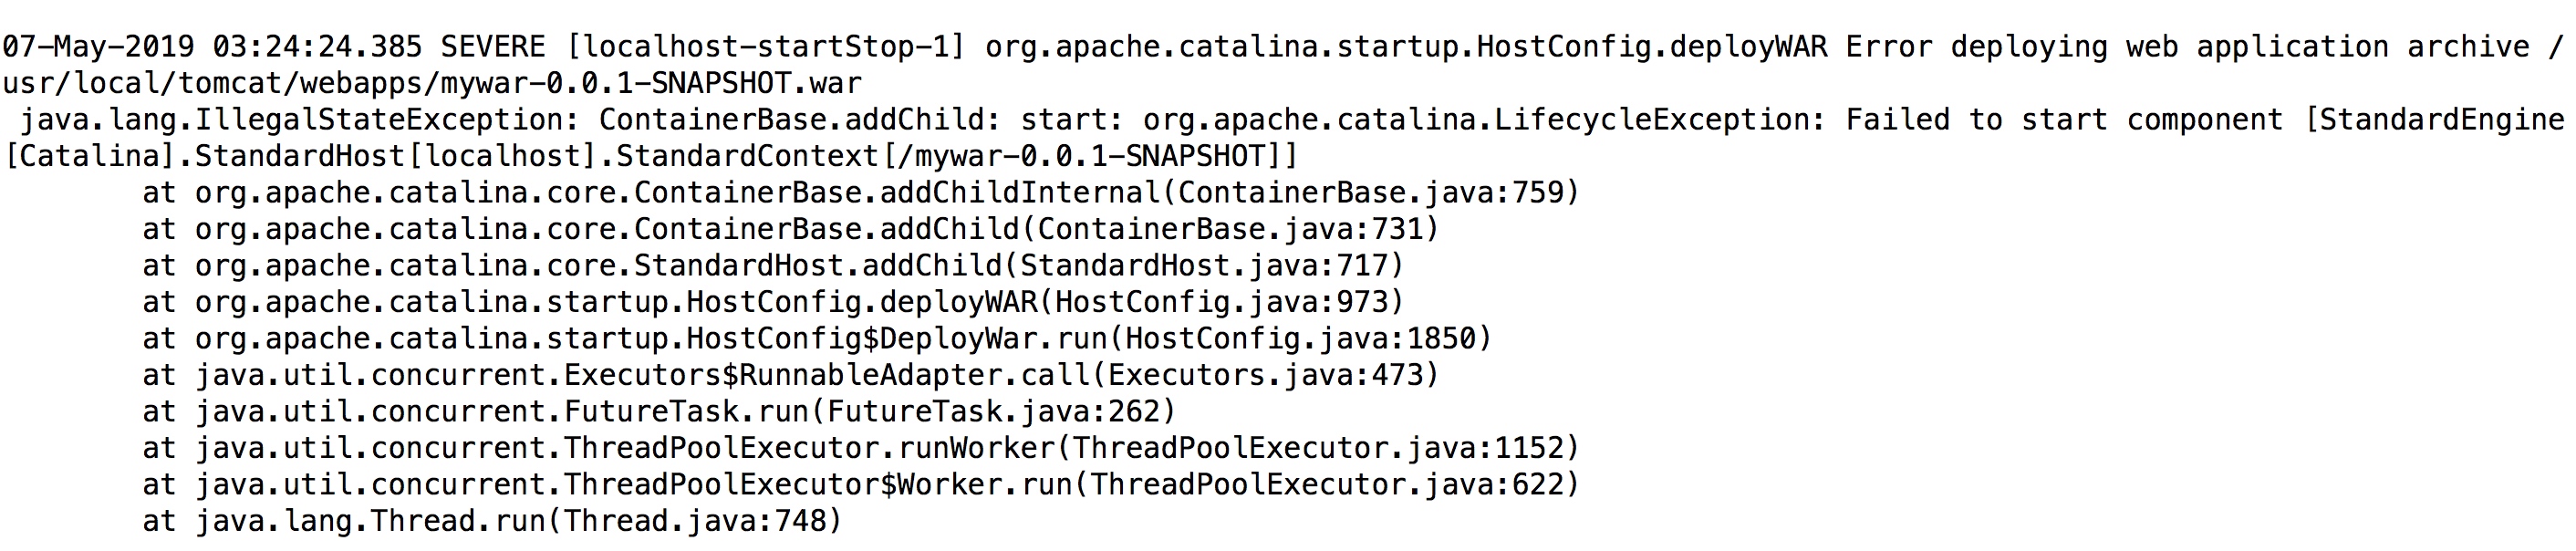 07-May-2019 03:24:24.385 SEVERE [localhost-startStop-1] org.apache.catalina.startup.HostConfig.deployWAR Error deploying web application archive /
usr/local/tomcat/webapps/mywar-0.0.1-SNAPSHOT.war
 java.lang.IllegalStateException: ContainerBase.addChild: start: org.apache.catalina.LifecycleException: Failed to start component [StandardEngine
[Catalina].StandardHost[localhost].StandardContext[/mywar-0.0.1-SNAPSHOT]]
        at org.apache.catalina.core.ContainerBase.addChildInternal(ContainerBase.java:759)
        at org.apache.catalina.core.ContainerBase.addChild(ContainerBase.java:731)
        at org.apache.catalina.core.StandardHost.addChild(StandardHost.java:717)
        at org.apache.catalina.startup.HostConfig.deployWAR(HostConfig.java:973)
        at org.apache.catalina.startup.HostConfig$DeployWar.run(HostConfig.java:1850)
        at java.util.concurrent.Executors$RunnableAdapter.call(Executors.java:473)
        at java.util.concurrent.FutureTask.run(FutureTask.java:262)
        at java.util.concurrent.ThreadPoolExecutor.runWorker(ThreadPoolExecutor.java:1152)
        at java.util.concurrent.ThreadPoolExecutor$Worker.run(ThreadPoolExecutor.java:622)
        at java.lang.Thread.run(Thread.java:748)